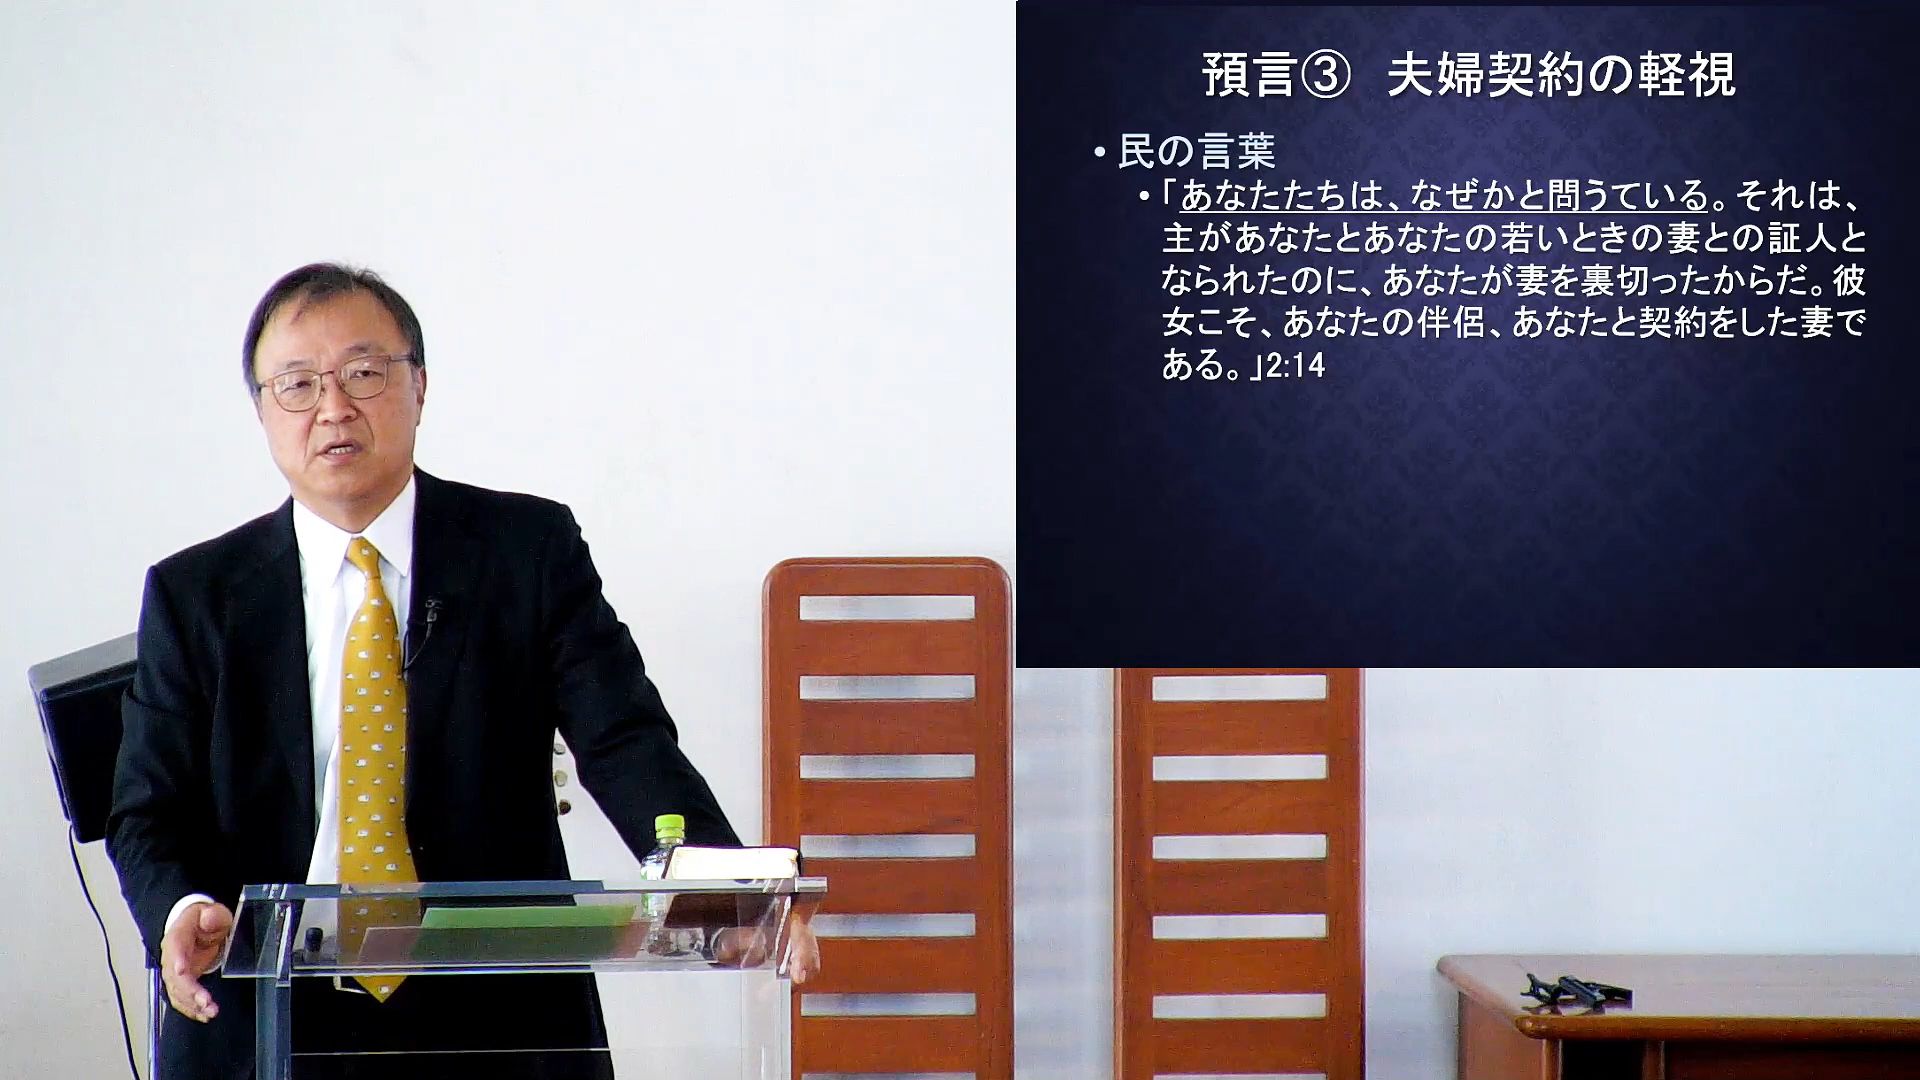 預言③　夫婦契約の軽視
• 民の言葉
• 「あなたたちは、なぜかと問うている。それは、
主があなたとあなたの若いときの妻との証人と
なられたのに、あなたが妻を裏切ったからだ。彼
女こそ、あなたの伴侶、あなたと契約をした妻で
ある。」2:14